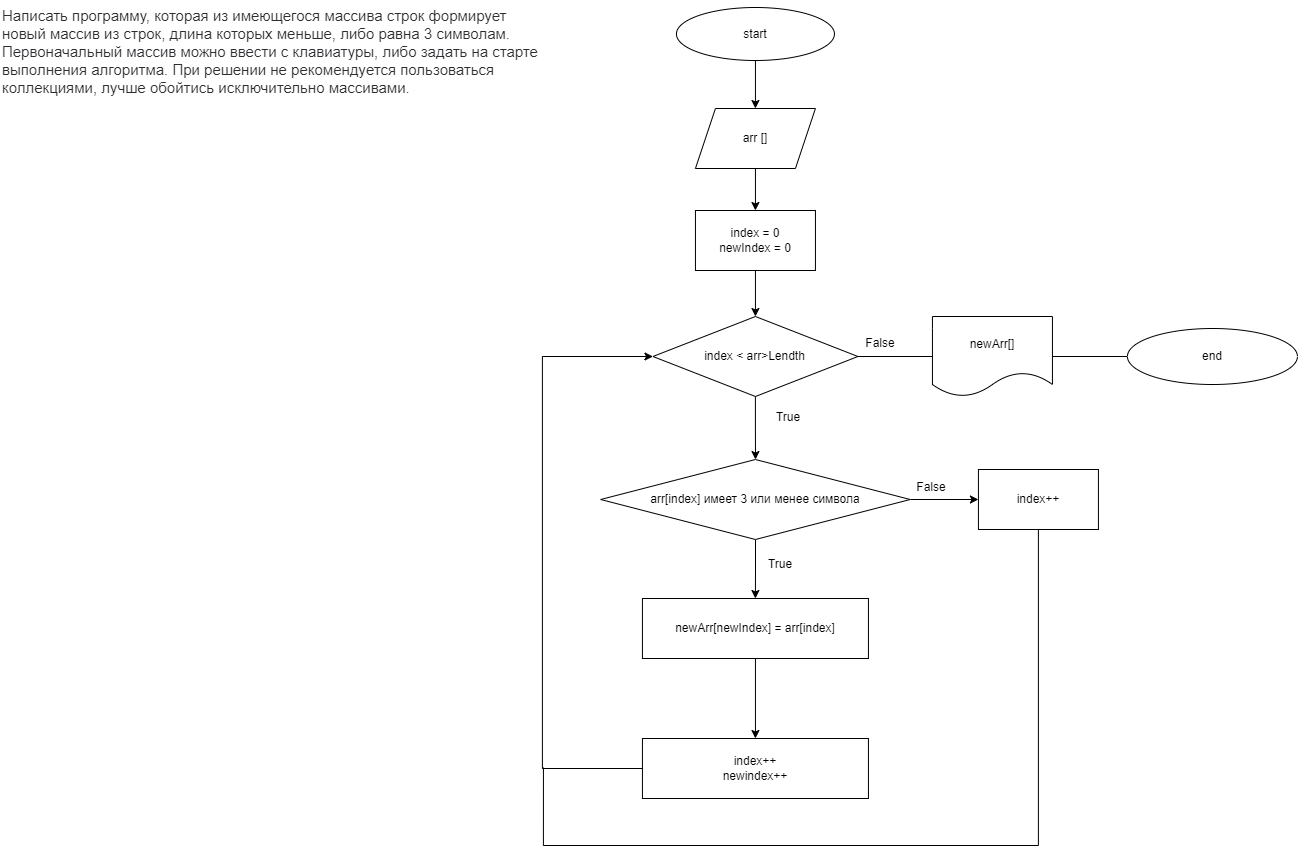 Написать программу, которая из имеющегося массива строк формирует
новый массив из строк, длина которых меньше, либо равна 3 символам.
Первоначальный массив можно ввести с клавиатуры, либо задать на старте
выполнения алгоритма. При решении не рекомендуется пользоваться
коллекциями, лучше обойтись исключительно массивами.
start
arr []
index = 0
newIndex = 0
index < arr>Lendth
False
newArr[]
end
True
arr[index] имеет 3 или менее символа
False
index++
True
newArr[newIndex] = arr[index]
index++
newindex++